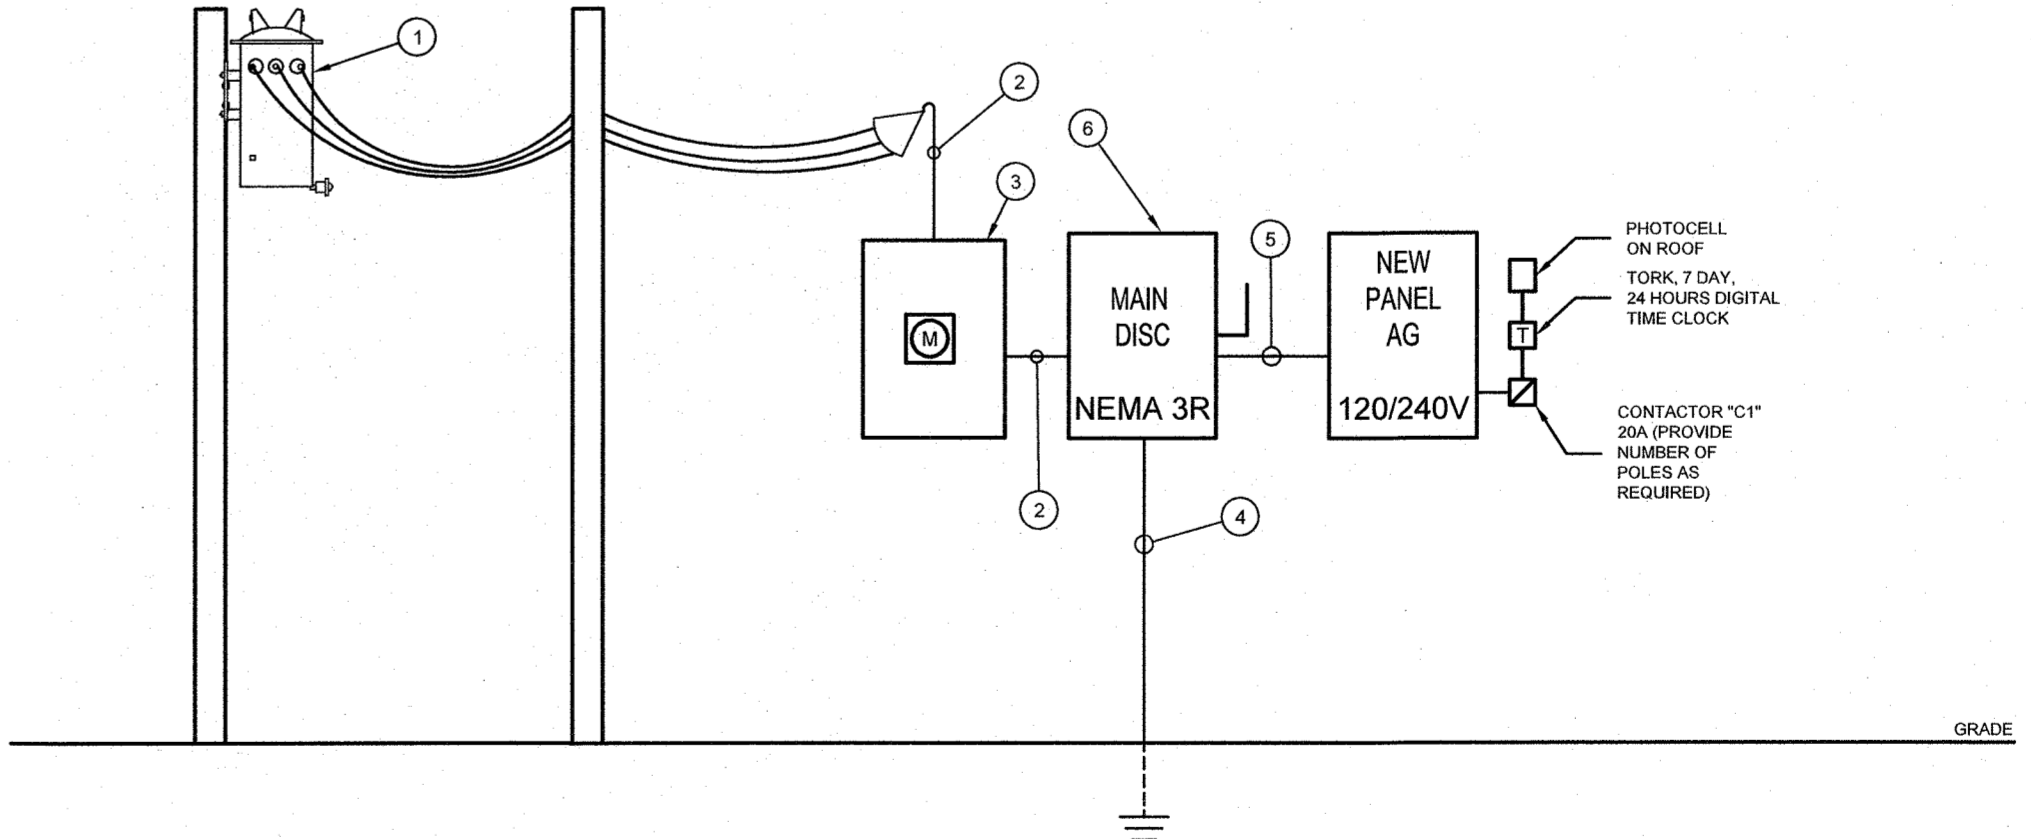 1
2
6
3
5
PHOTOCELL
ON ROOF
TORK, 7 DAY,
24 HOURS DIGITAL
TIME CLOCK
M
MAIN
DISC
NEMA 3R
NEW
PANEL
AG
120/240V
T
CONTACTOR "C1"
20A (PROVIDE
NUMBER OF
POLES AS
REQUIRED)
2
4
GRADE